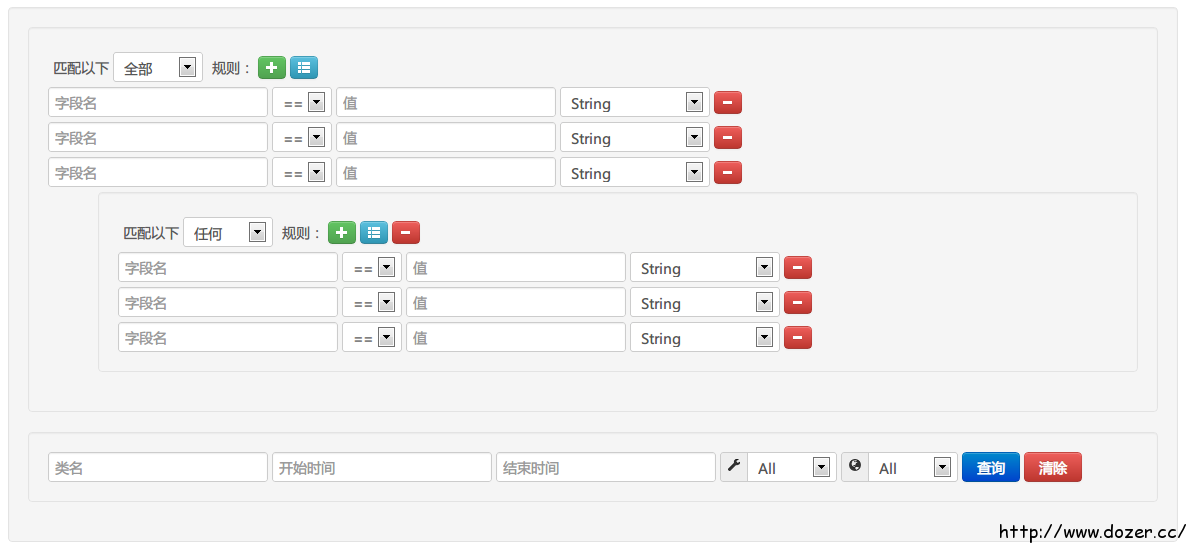 匹配以下 全部 规则：
字段名 == 值 String
字段名 == 值 String
字段名 == 值 String
匹配以下 任何 规则：
字段名 == 值 String
字段名 == 值 String
字段名 == 值 String
类名 开始时间 结束时间 All All 查询 清除
http://www.dozer.cc/